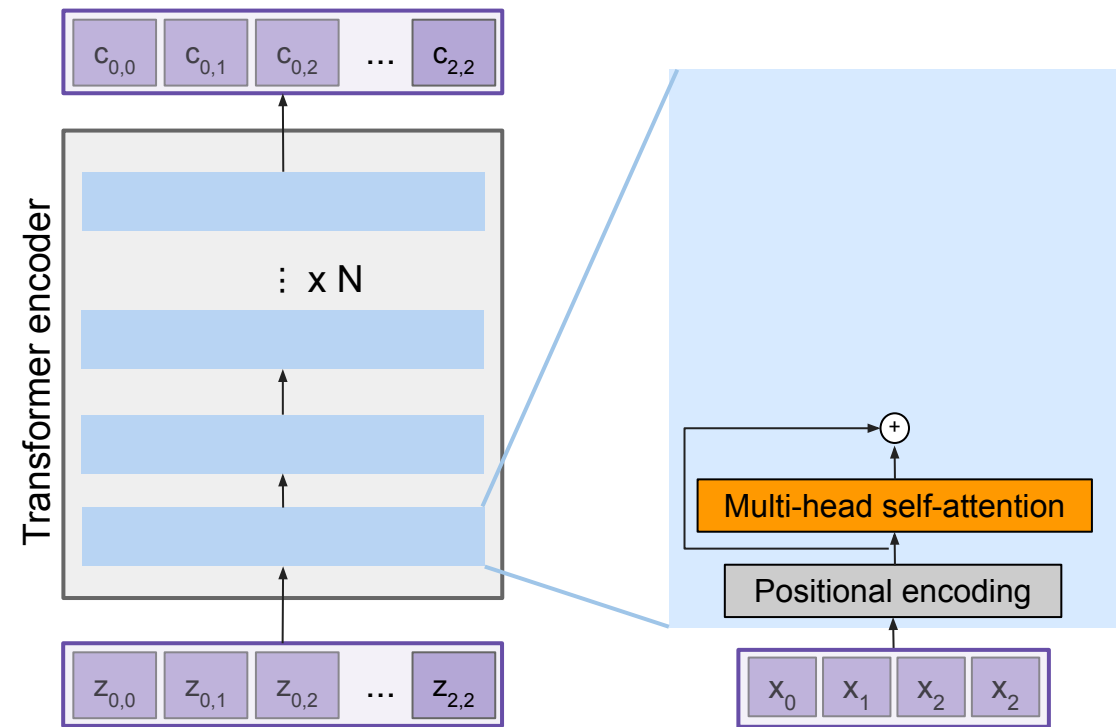 c0,0 c0,1 c0,2 ... c2,2
Transformer encoder
⋮ x N
z0,0 z0,1 z0,2 ... z2,2
+
Multi-head self-attention
Positional encoding
x0 x1 x2 x2